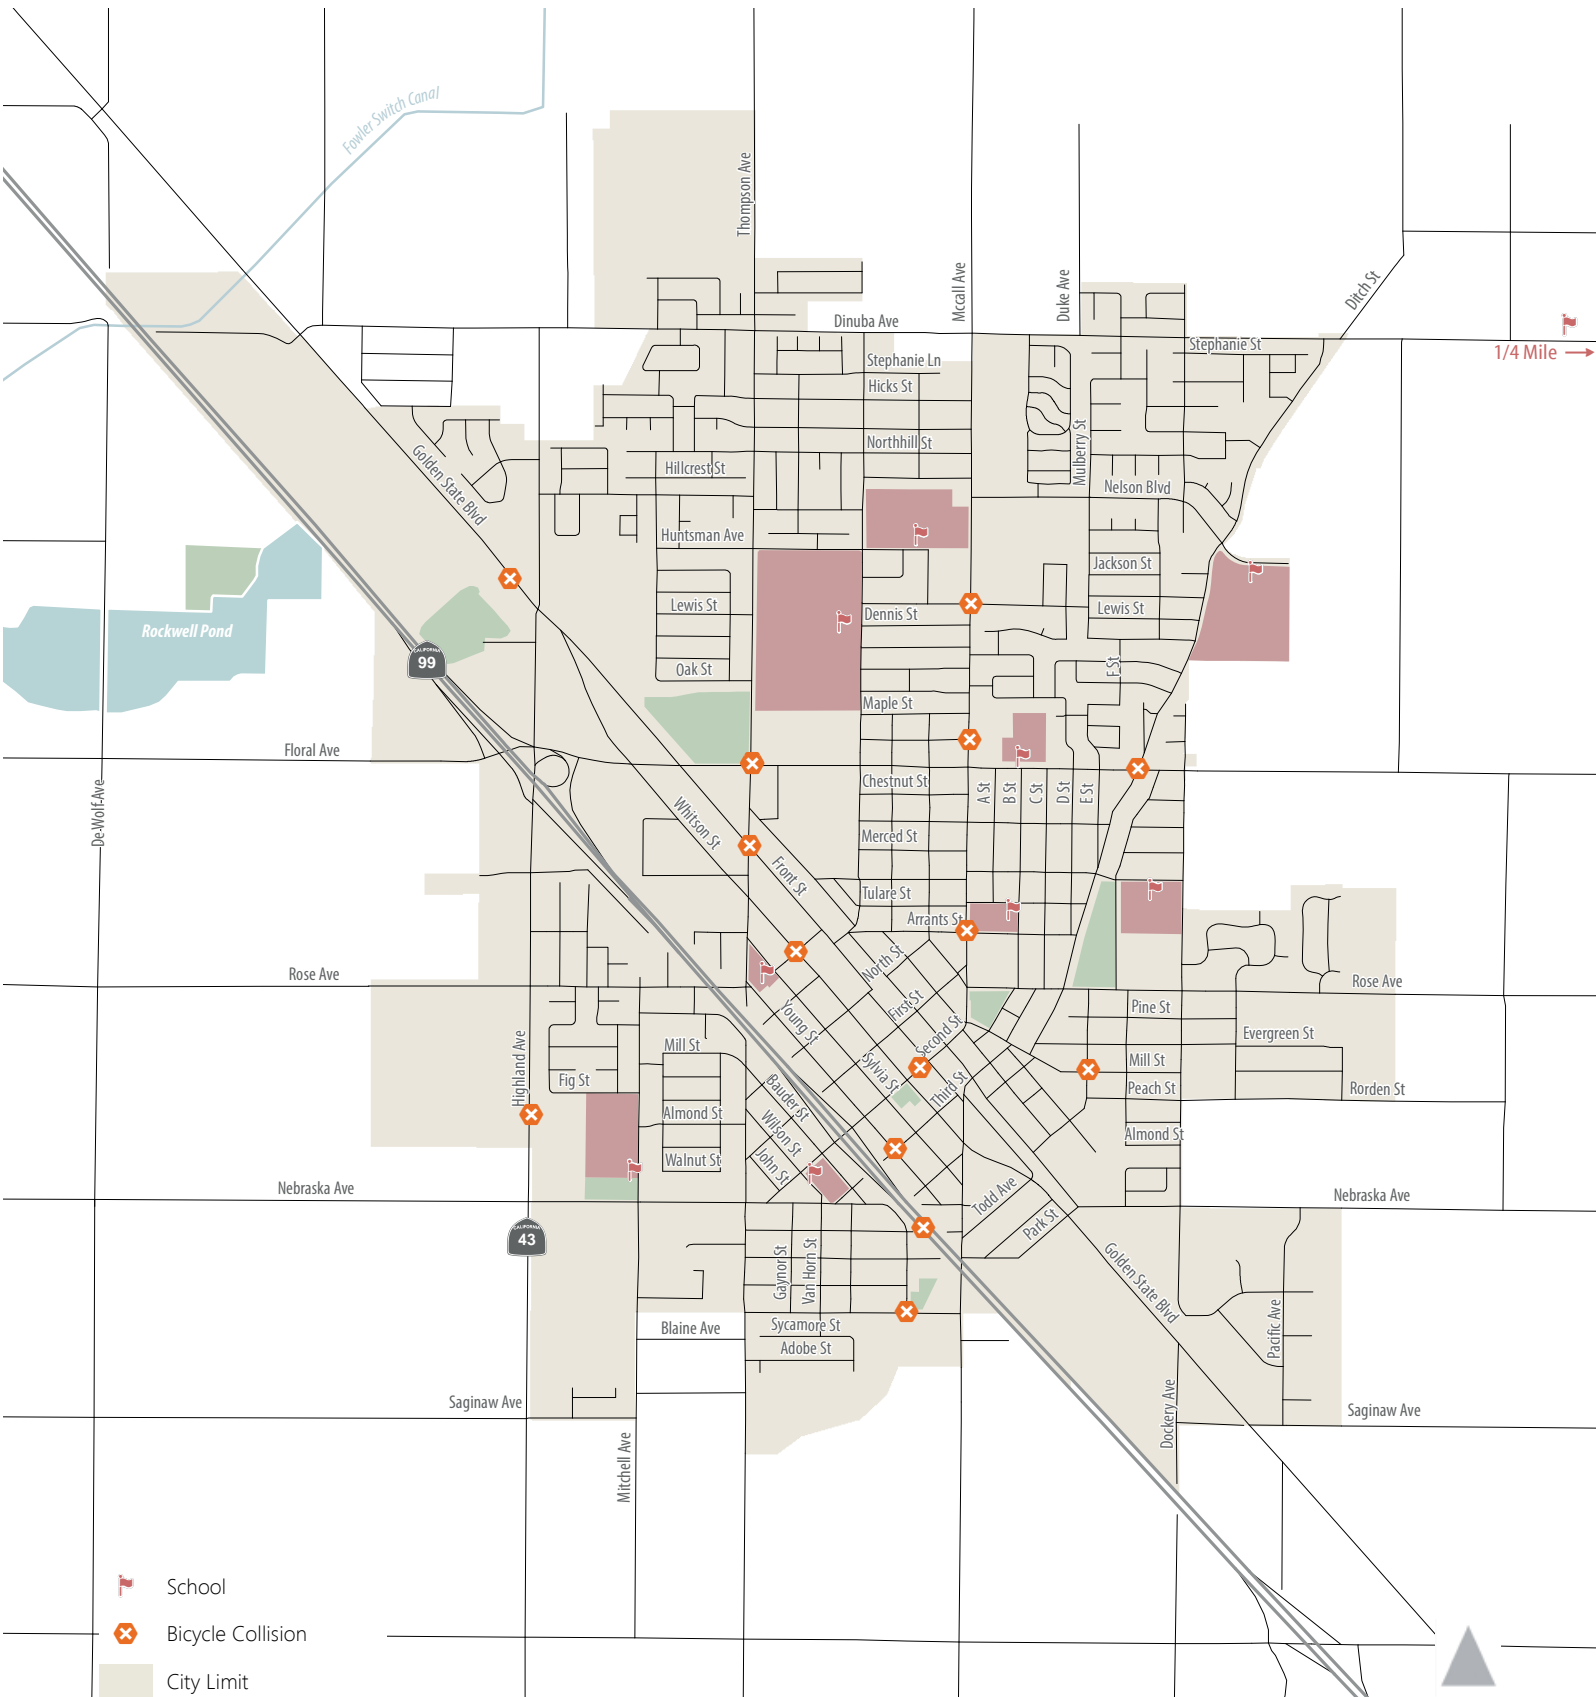 Fowler Switch Canal
Thompson Ave
Mccall Ave
Duke Ave
Ditch St
Dinuba Ave
Stephanie St
1/4 Mile
Stephanie Ln
Hicks St
Northhill St
Mulberry St
Golden State Blvd
Hillcrest St
Nelson Blvd
Huntsman Ave
Jackson St
Lewis St
Dennis St
Lewis St
Rockwell Pond
CALIFORNIA
99
Oak St
F St
Maple St
Floral Ave
De-Wolf-Ave
Chestnut St
A St
B St
C St
D St
E St
Whitson St
Merced St
Front St
Tulare St
Arrants St
North St
Rose Ave
Rose Ave
First St
Pine St
Young St
Second St
Evergreen St
Highland Ave
Mill St
Sylvia St
Mill St
Fig St
Bauder St
Third St
Peach St
Rorden St
Almond St
Wilson St
Almond St
Walnut St
John St
Nebraska Ave
Todd Ave
Nebraska Ave
Park St
CALIFORNIA
43
Gaynor St
Van Horn St
Golden State Blvd
Blaine Ave
Sycamore St
Pacific Ave
Adobe St
Saginaw Ave
Dockery Ave
Saginaw Ave
Mitchell Ave
School
Bicycle Collision
City Limit